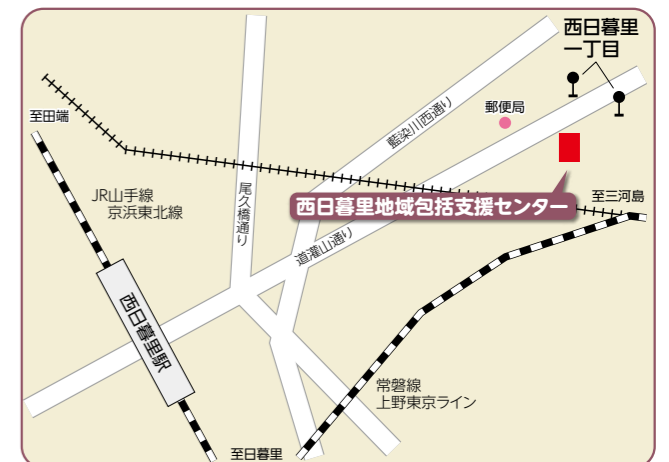 西日暮里
一丁目
郵便局
藍染川西通り
至田端
JR山手線
京浜東北線
尾久橋通り
西日暮里地域包括支援センター
至三河島
道灌山通り
西日暮里駅
常磐線
上野東京ライン
至日暮里